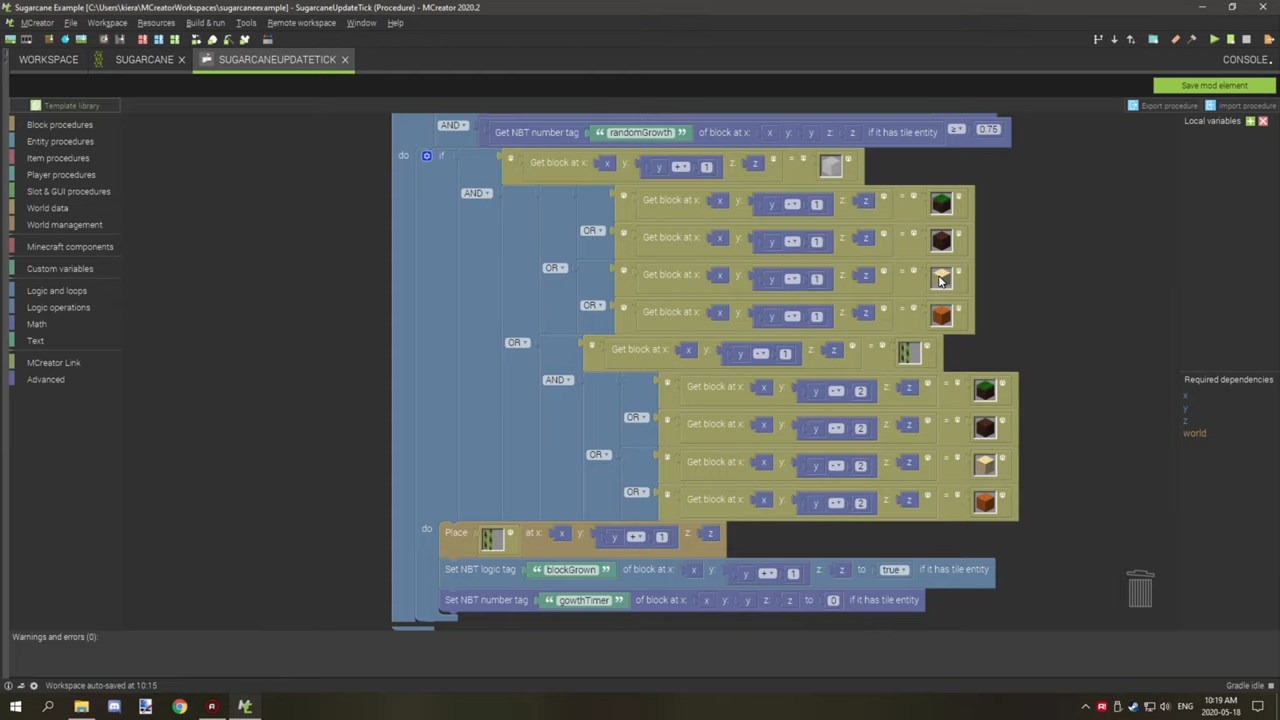 Sugarcane Example [C:\Users\kiera\MCreatorWorkspaces\sugarcaneexample] - SugarcaneUpdateTick (Procedure) - MCreator 2020.2
MCreator File Workspace Resources Build & run Tools Remote workspace Window Help
WORKSPACE SUGARCANE SUGARCANEUPDATETICK CONSOLE
Save mod element
Template library Export procedure Import procedure
Block procedures
Entity procedures
Item procedures
Player procedures
Slot & GUI procedures
World data
World management
Minecraft components
Custom variables
Logic and loops
Logic operations
Math
Text
MCreator Link
Advanced
Local variables
Required dependencies
x
y
z
world
AND Get NBT number tag “ randomGrowth ” of block at x: x y: y z: z if it has tile entity ≥ 0.75
do if Get block at x: x y: y + 1 z: z =
AND Get block at x: x y: y - 1 z: z =
OR Get block at x: x y: y - 1 z: z =
OR Get block at x: x y: y - 1 z: z =
OR Get block at x: x y: y - 1 z: z =
OR Get block at x: x y: y - 1 z: z =
AND Get block at x: x y: y - 2 z: z =
OR Get block at x: x y: y - 2 z: z =
OR Get block at x: x y: y - 2 z: z =
OR Get block at x: x y: y - 2 z: z =
do Place at x: x y: y + 1 z: z
Set NBT logic tag “ blockGrown ” of block at x: x y: y + 1 z: z to true if it has tile entity
Set NBT number tag “ gowthTimer ” of block at x: x y: y z: z to 0 if it has tile entity
Warnings and errors (0):
Workspace auto-saved at 10:15 Gradle idle
ENG 10:19 AM
2020-05-18